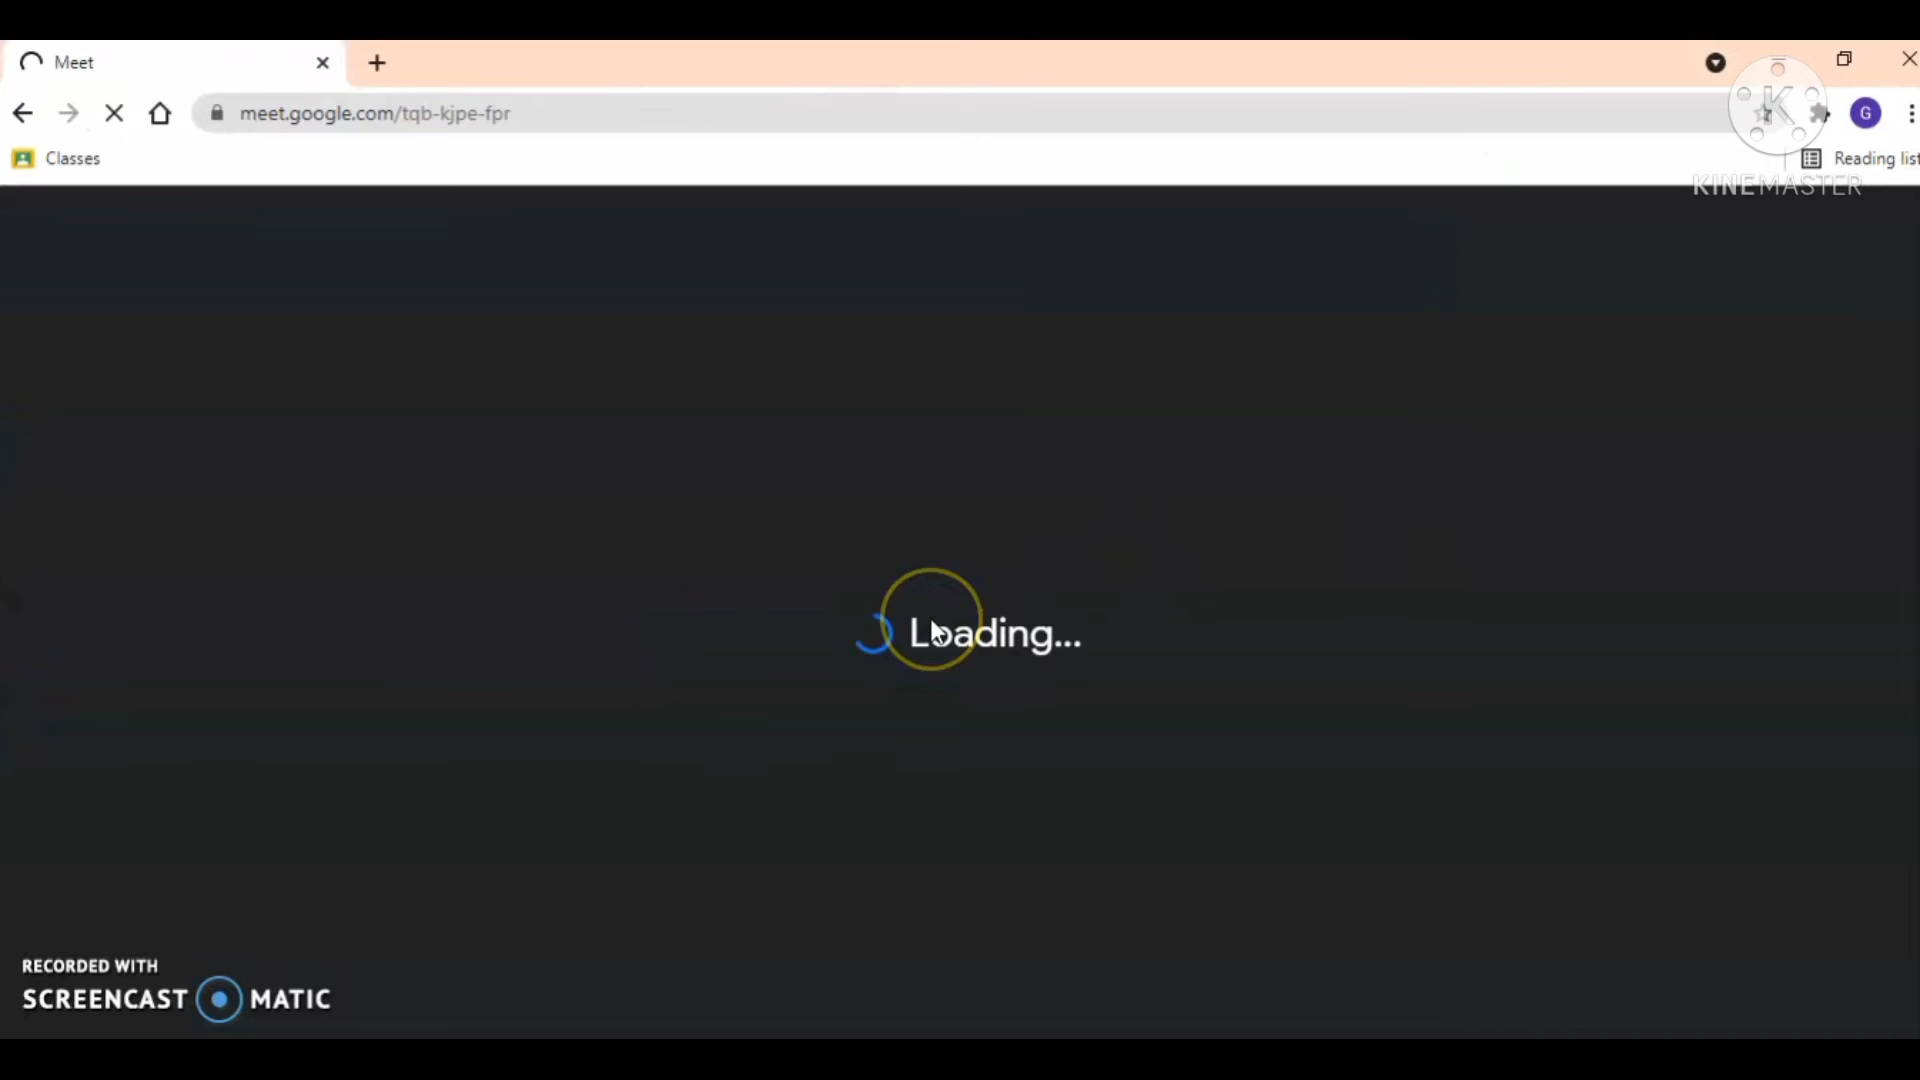 Meet
meet.google.com/tqb-kjpe-fpr
G
Classes
Reading list
K
KINEMASTER
Loading...
RECORDED WITH
SCREENCAST MATIC